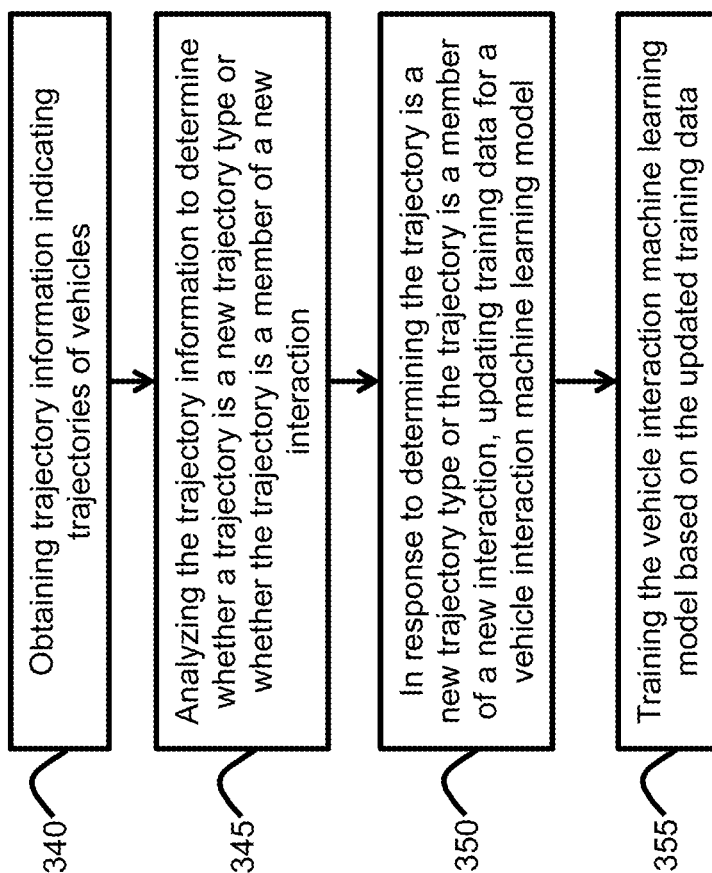 340
Obtaining trajectory information indicating
trajectories of vehicles
345
Analyzing the trajectory information to determine
whether a trajectory is a new trajectory type or
whether the trajectory is a member of a new
interaction
350
In response to determining the trajectory is a
new trajectory type or the trajectory is a member
of a new interaction, updating training data for a
vehicle interaction machine learning model
355
Training the vehicle interaction machine learning
model based on the updated training data